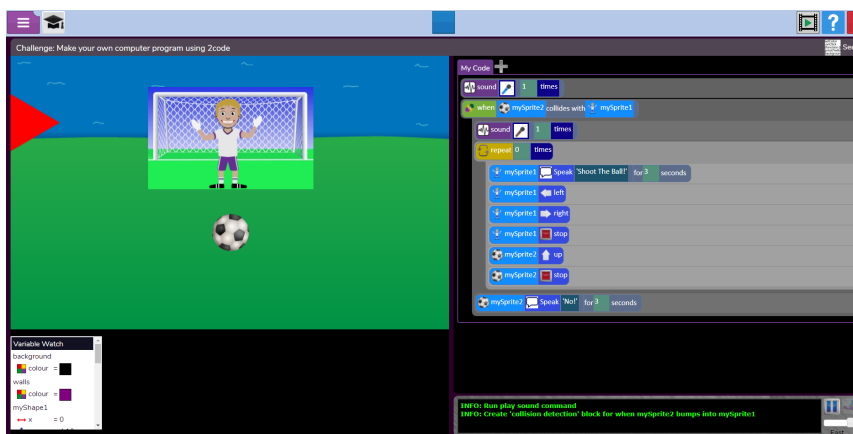 Challenge: Make your own computer program using 2code
My Code
sound 1 times
when mySprite2 collides with mySprite1
sound 1 times
repeat 0 times
mySprite1 Speak 'Shoot The Ball!' for 3 seconds
mySprite1 left
mySprite1 right
mySprite1 stop
mySprite2 up
mySprite2 stop
mySprite2 Speak 'No!' for 3 seconds
Variable Watch
background
colour =
walls
colour =
myShape1
x = 0
INFO: Run play sound command
INFO: Create 'collision detection' block for when mySprite2 bumps into mySprite1
Fast